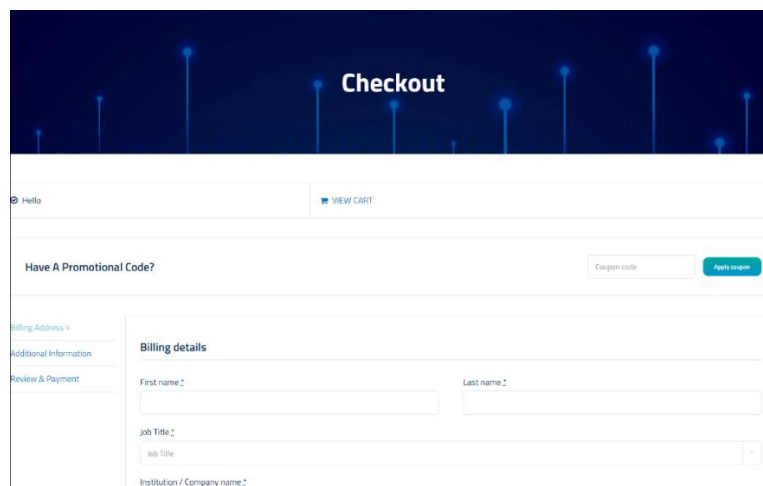 Checkout
Hello
VIEW CART
Have A Promotional Code?
Coupon code
Apply coupon
Billing Address >
Additional Information
Review & Payment
Billing details
First name *
Last name *
Job Title *
Job Title
Institution / Company name *